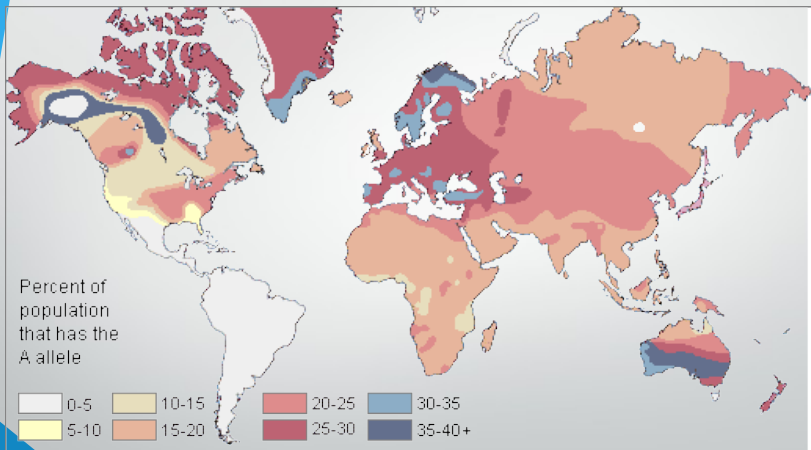 Percent of
population
that has the
A allele
0-5
10-15
20-25
30-35
5-10
15-20
25-30
35-40+